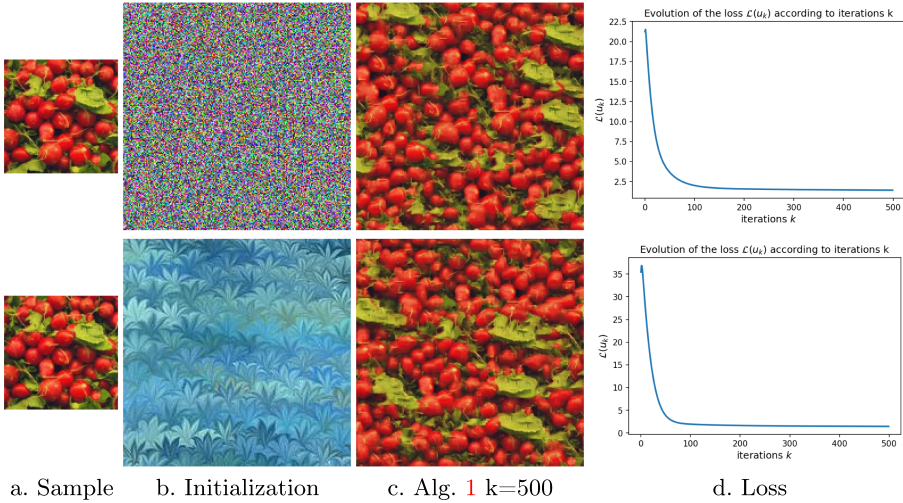 Evolution of the loss ℒ(u_k) according to iterations k
22.5
20.0
17.5
15.0
12.5
10.0
7.5
5.0
2.5
ℒ(u_k)
0 100 200 300 400 500
iterations k
Evolution of the loss ℒ(u_k) according to iterations k
35
30
25
20
15
10
5
0
ℒ(u_k)
0 100 200 300 400 500
iterations k
a. Sample b. Initialization c. Alg. 1 k=500 d. Loss